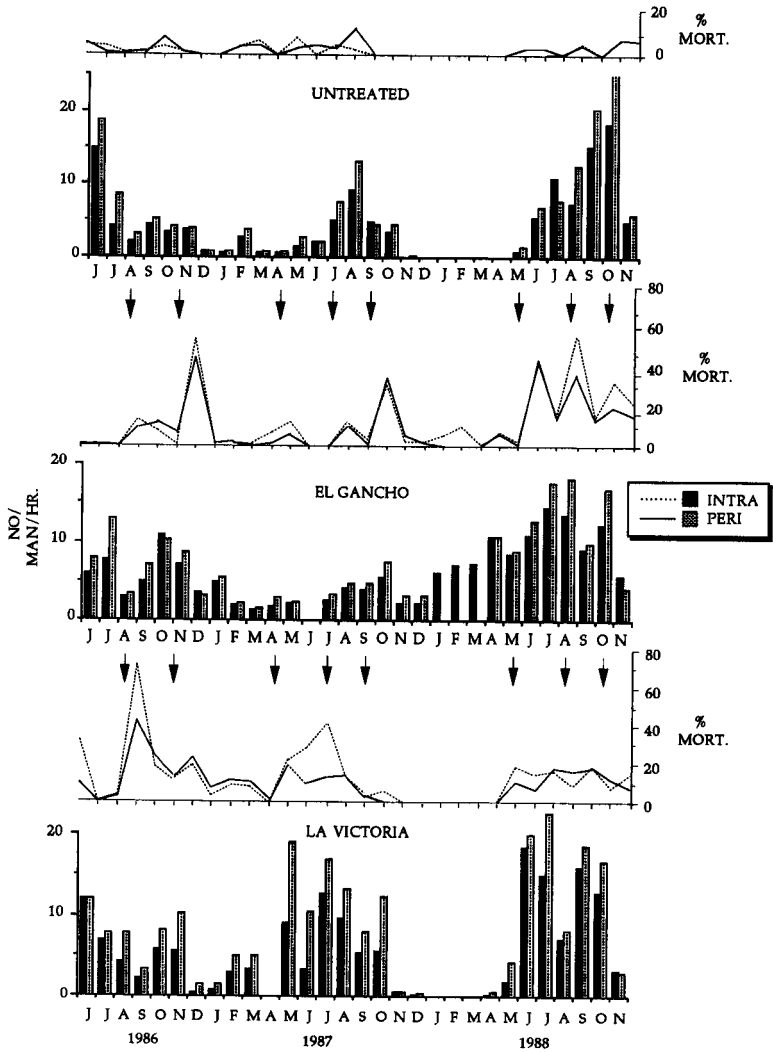 20
%
MORT.
0
UNTREATED
20
10
0
J J A S O N D J F M A M J J A S O N D J F M A M J J A S O N
80
60
%
MORT.
40
20
0
20
EL GANCHO
NO/
MAN/HR.
10
0
INTRA
PERI
J J A S O N D J F M A M J J A S O N D J F M A M J J A S O N
80
60
%
MORT.
40
20
0
20
LA VICTORIA
10
0
J J A S O N D J F M A M J J A S O N D J F M A M J J A S O N
1986 1987 1988